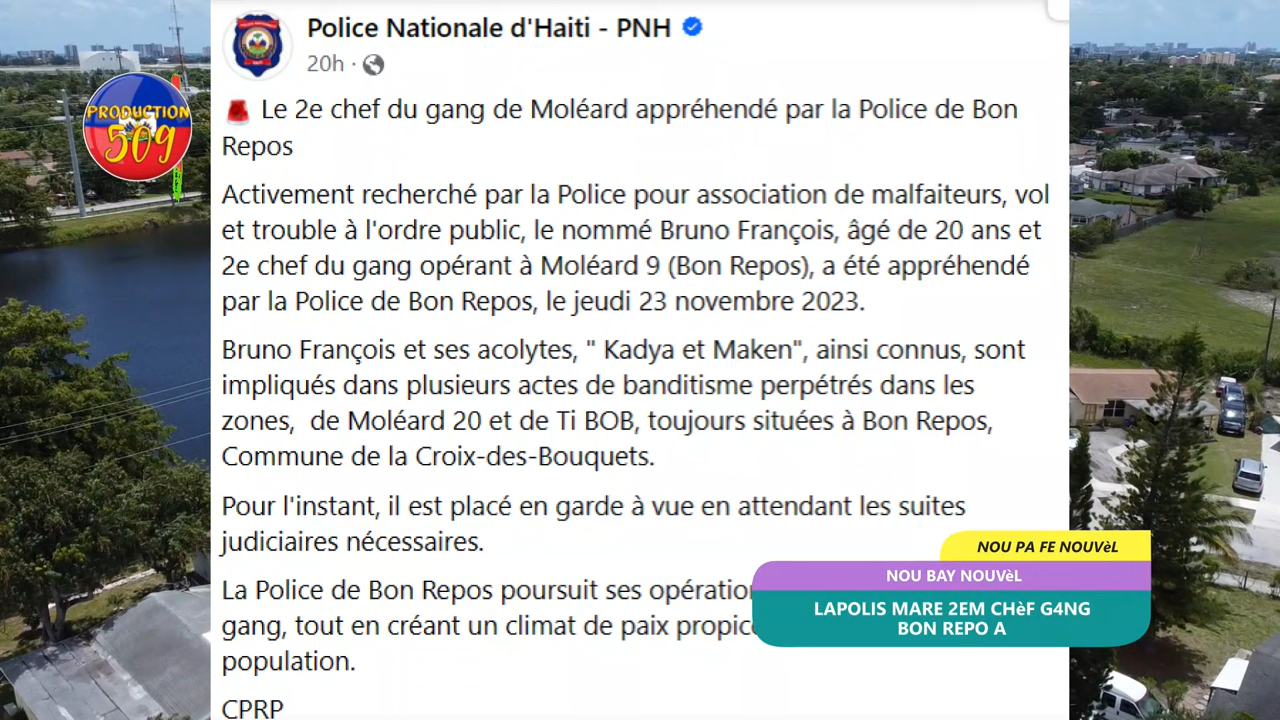 Police Nationale d'Haiti - PNH
20h ·
PRODUCTION
509
Le 2e chef du gang de Moléard appréhendé par la Police de Bon
Repos
Activement recherché par la Police pour association de malfaiteurs, vol
et trouble à l'ordre public, le nommé Bruno François, âgé de 20 ans et
2e chef du gang opérant à Moléard 9 (Bon Repos), a été appréhendé
par la Police de Bon Repos, le jeudi 23 novembre 2023.
Bruno François et ses acolytes, " Kadya et Maken", ainsi connus, sont
impliqués dans plusieurs actes de banditisme perpétrés dans les
zones,  de Moléard 20 et de Ti BOB, toujours situées à Bon Repos,
Commune de la Croix-des-Bouquets.
Pour l'instant, il est placé en garde à vue en attendant les suites
judiciaires nécessaires.
La Police de Bon Repos poursuit ses
gang, tout en créant un climat de paix
population.
CPRP
NOU PA FE NOUVèL
NOU BAY NOUVèL
LAPOLIS MARE 2EM CHèF G4NG
BON REPO A